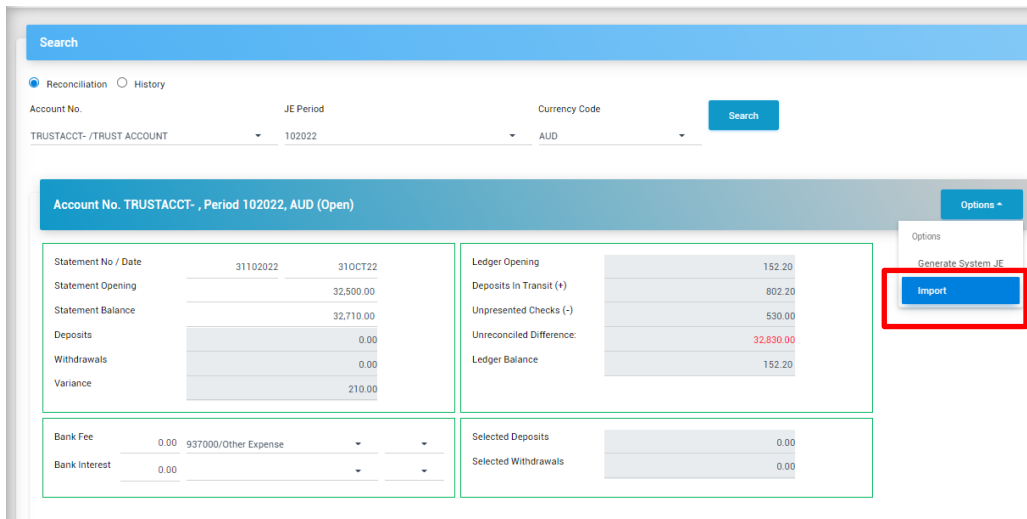 Search
Reconciliation History
Account No. JE Period Currency Code
Search
TRUSTACCT- /TRUST ACCOUNT 102022 AUD
Account No. TRUSTACCT- , Period 102022, AUD (Open) Options
Options
Generate System JE
Import
Statement No / Date 31102022 31OCT22
Statement Opening 32,500.00
Statement Balance 32,710.00
Deposits 0.00
Withdrawals 0.00
Variance 210.00
Ledger Opening 152.20
Deposits In Transit (+) 802.20
Unpresented Checks (-) 530.00
Unreconciled Difference: 32,830.00
Ledger Balance 152.20
Bank Fee 0.00 937000/Other Expense
Bank Interest 0.00
Selected Deposits 0.00
Selected Withdrawals 0.00